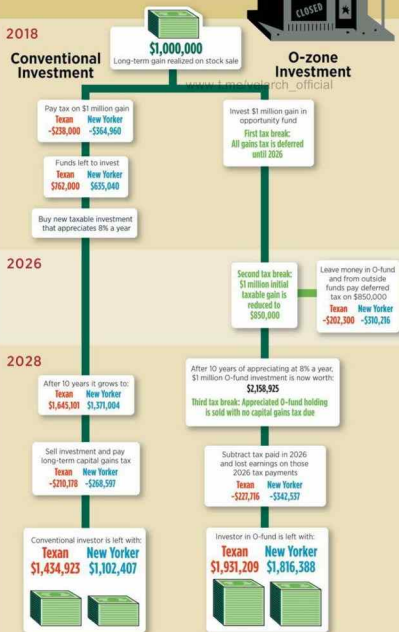 CLOSED
2018
$1,000,000
Long-term gain realized on stock sale
Conventional
Investment
O-zone
Investment
www.t.me/velarch_official
Pay tax on $1 million gain
Texan New Yorker
-$238,000 -$364,960
Funds left to invest
Texan New Yorker
$762,000 $635,040
Buy new taxable investment
that appreciates 8% a year
Invest $1 million gain in
opportunity fund
First tax break:
All gains tax is deferred
until 2026
2026
Second tax break:
$1 million initial
taxable gain is
reduced to
$850,000
Leave money in O-fund
and from outside
funds pay deferred
tax on $850,000
Texan New Yorker
-$202,300 -$310,216
2028
After 10 years it grows to:
Texan New Yorker
$1,645,101 $1,371,004
After 10 years of appreciating at 8% a year,
$1 million O-fund investment is now worth:
$2,158,925
Third tax break: Appreciated O-fund holding
is sold with no capital gains tax due
Sell investment and pay
long-term capital gains tax
Texan New Yorker
-$210,178 -$268,597
Subtract tax paid in 2026
and lost earnings on those
2026 tax payments
Texan New Yorker
-$227,716 -$342,537
Conventional investor is left with:
Texan New Yorker
$1,434,923 $1,102,407
Investor in O-fund is left with:
Texan New Yorker
$1,931,209 $1,816,388